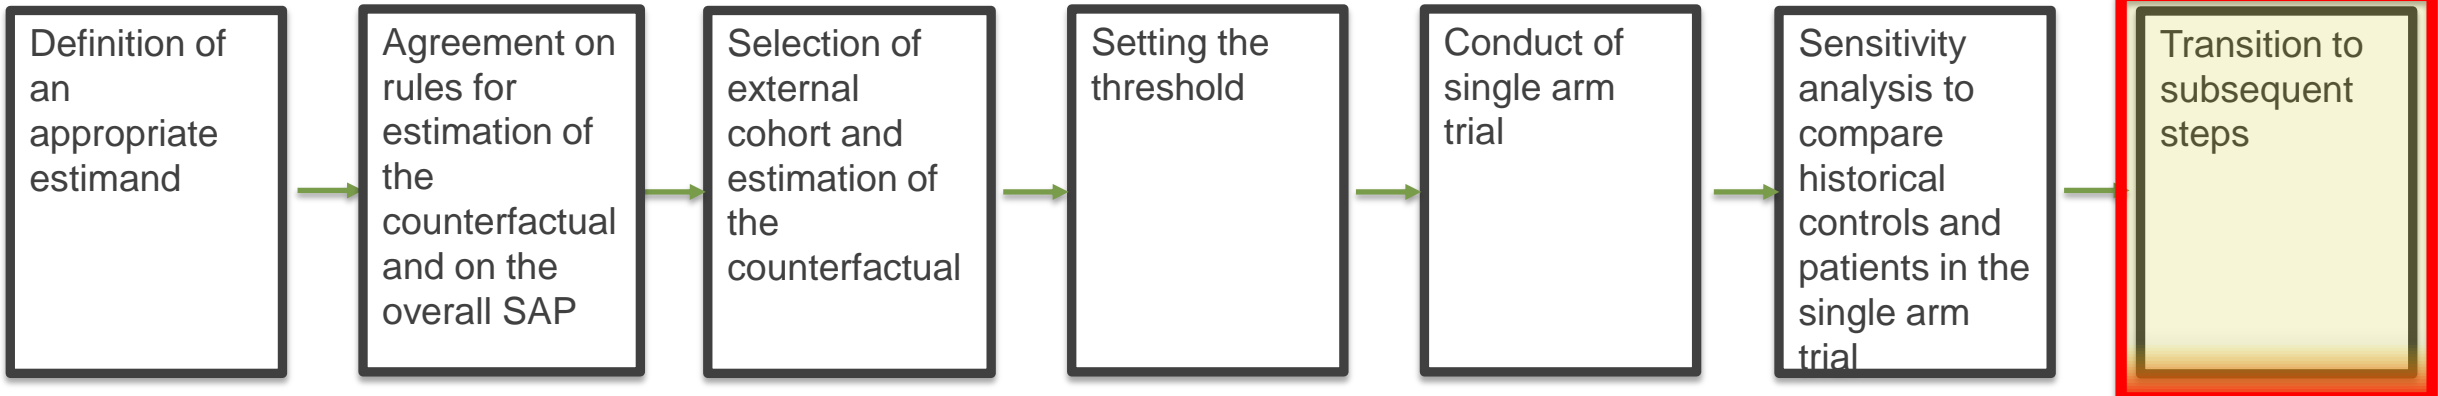 Definition of
an
appropriate
estimand
Agreement on
rules for
estimation of
the
counterfactual
and on the
overall SAP
Selection of
external
cohort and
estimation of
the
counterfactual
Setting the
threshold
Conduct of
single arm
trial
Sensitivity
analysis to
compare
historical
controls and
patients in the
single arm
trial
Transition to
subsequent
steps